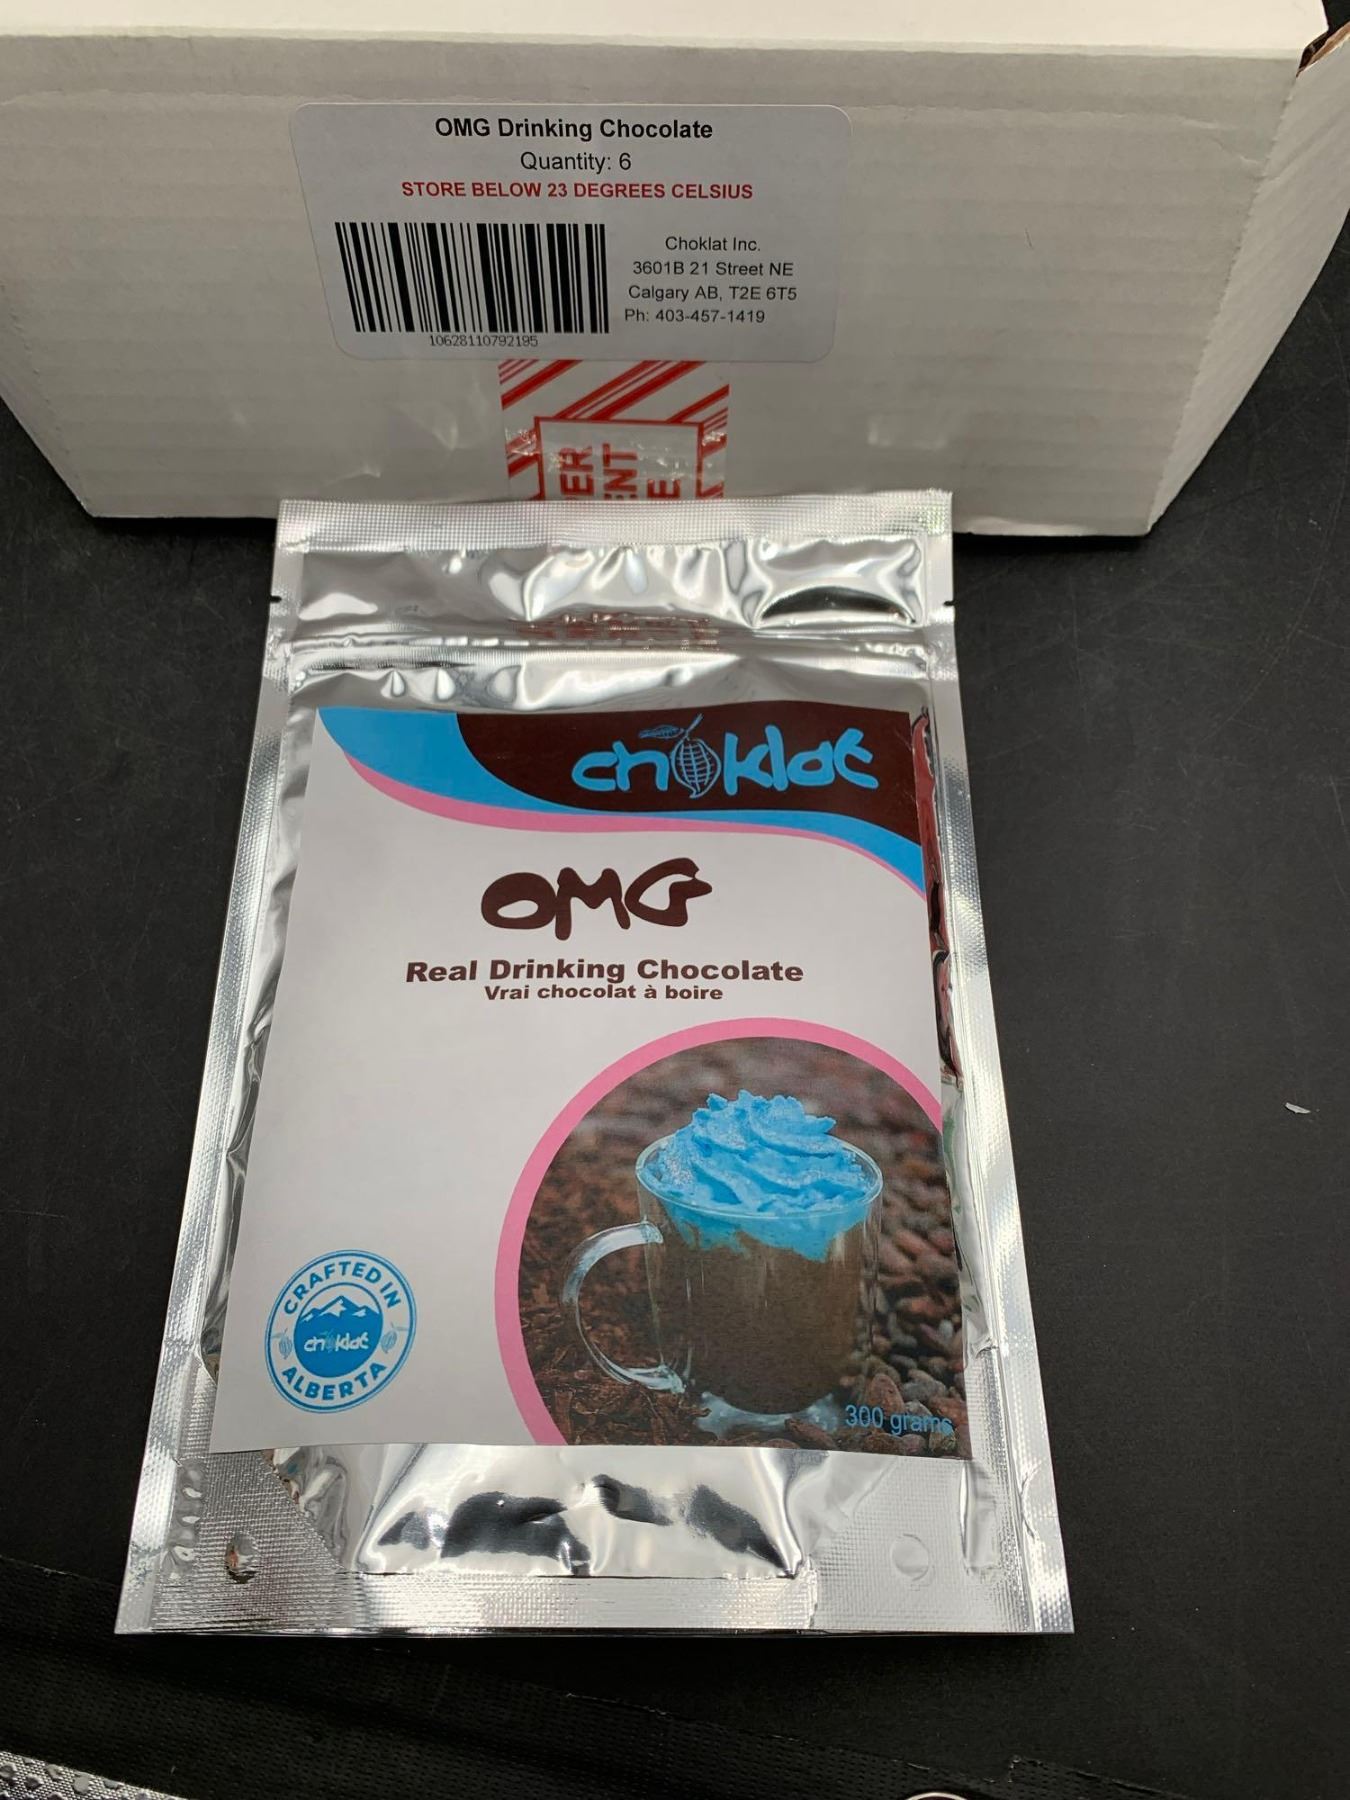 OMG Drinking Chocolate
Quantity: 6
STORE BELOW 23 DEGREES CELSIUS
Choklat Inc.
3601B 21 Street NE
Calgary AB, T2E 6T5
Ph: 403-457-1419
10628110792195
choklat
OMG
Real Drinking Chocolate
Vrai chocolat à boire
CRAFTED IN
choklat
ALBERTA
300 grams